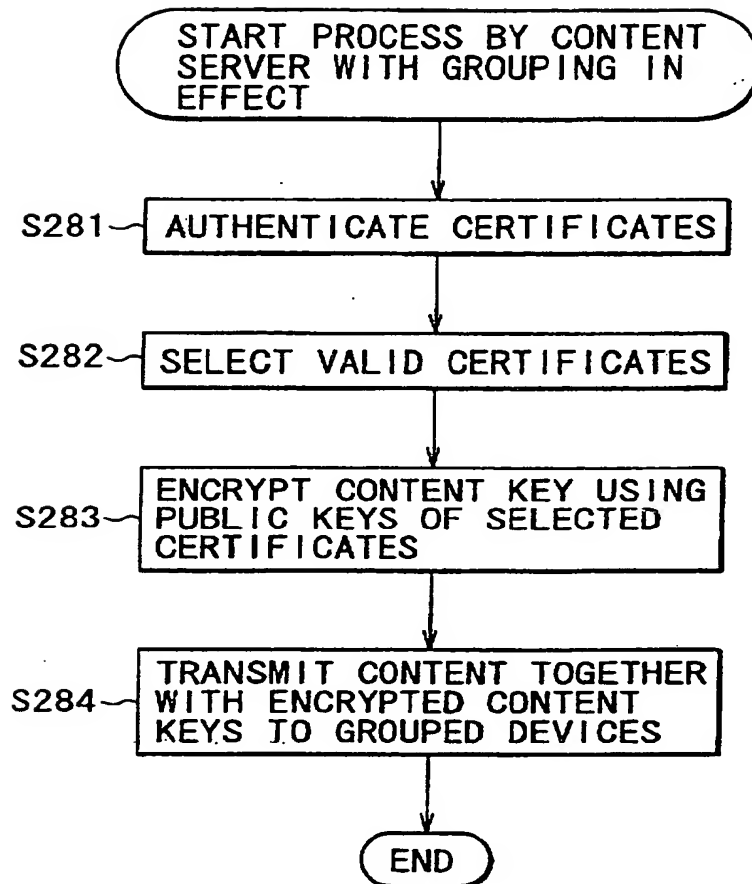 START PROCESS BY CONTENT
SERVER WITH GROUPING IN
EFFECT
S281
AUTHENTICATE CERTIFICATES
S282
SELECT VALID CERTIFICATES
S283
ENCRYPT CONTENT KEY USING
PUBLIC KEYS OF SELECTED
CERTIFICATES
S284
TRANSMIT CONTENT TOGETHER
WITH ENCRYPTED CONTENT
KEYS TO GROUPED DEVICES
END